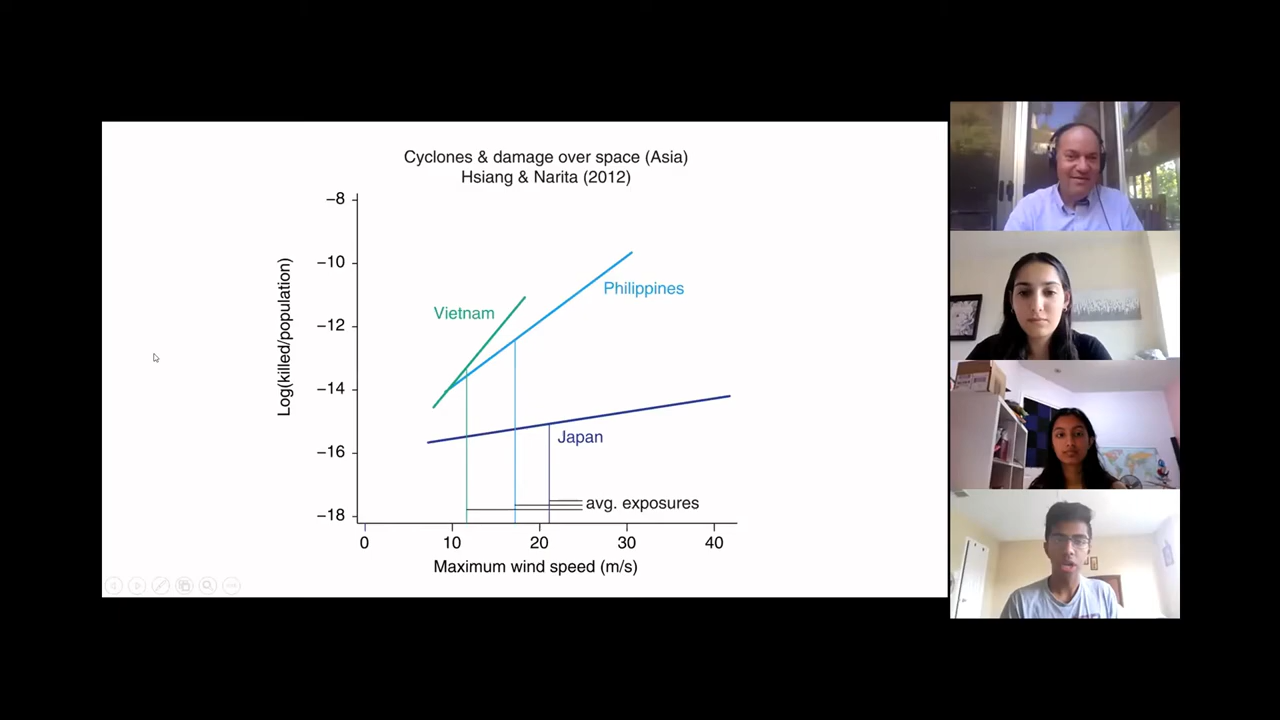 Cyclones & damage over space (Asia)
Hsiang & Narita (2012)
Log(killed/population)
−8
−10
−12
−14
−16
−18
Vietnam
Philippines
Japan
avg. exposures
0 10 20 30 40
Maximum wind speed (m/s)